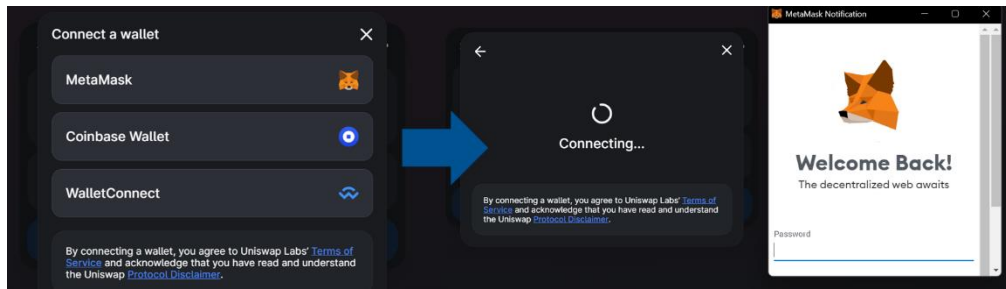 Connect a wallet
MetaMask
Coinbase Wallet
WalletConnect
By connecting a wallet, you agree to Uniswap Labs' Terms of
Service and acknowledge that you have read and understand
the Uniswap Protocol Disclaimer.
Connecting...
By connecting a wallet, you agree to Uniswap Labs' Terms of
Service and acknowledge that you have read and understand
the Uniswap Protocol Disclaimer.
MetaMask Notification
Welcome Back!
The decentralized web awaits
Password